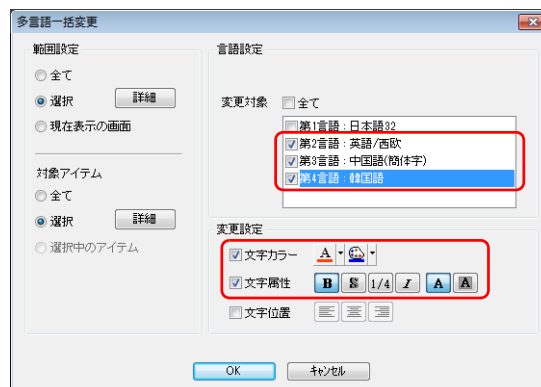 多言語一括変更
範囲設定
全て
選択
詳細
現在表示の画面
対象アイテム
全て
選択
詳細
選択中のアイテム
言語設定
変更対象
全て
第1言語:日本語32
第2言語:英語/西欧
第3言語:中国語(簡体字)
第4言語:韓国語
変更設定
文字カラー
A
文字属性
B S 1/4 I A A
文字位置
OK
キャンセル